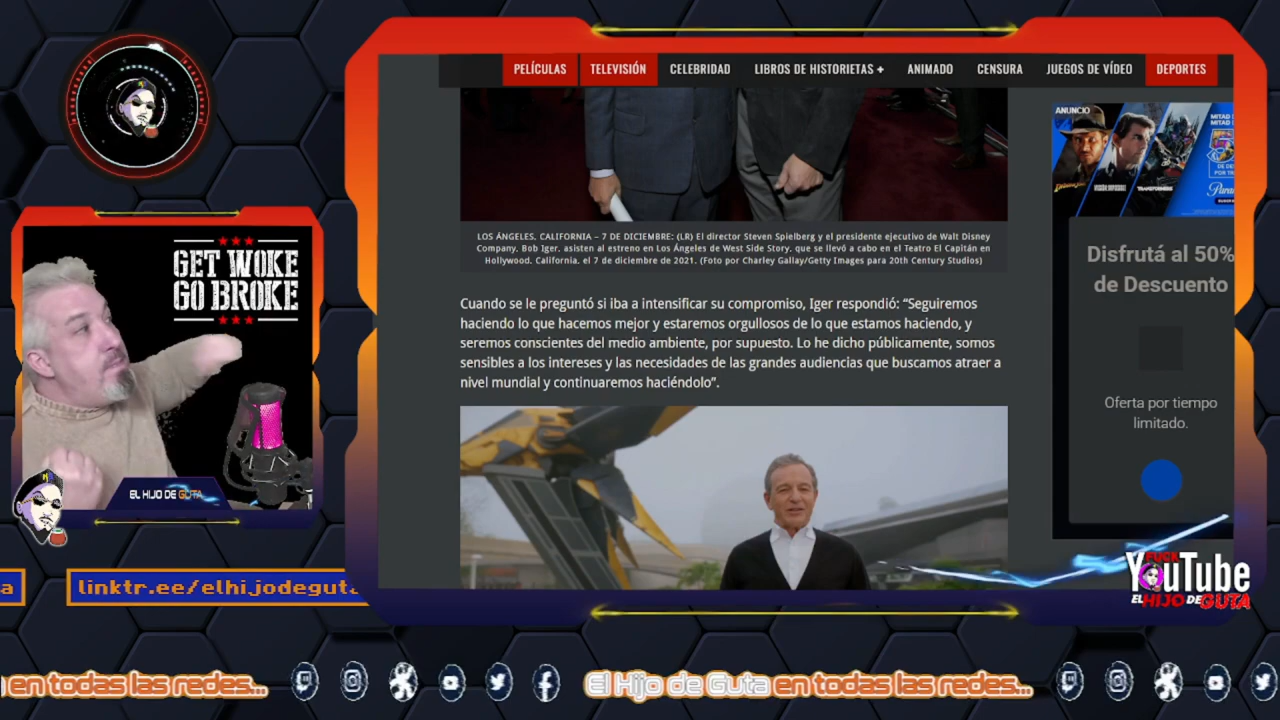 PELÍCULAS TELEVISIÓN CELEBRIDAD LIBROS DE HISTORIETAS + ANIMADO CENSURA JUEGOS DE VÍDEO DEPORTES
LOS ÁNGELES, CALIFORNIA – 7 DE DICIEMBRE: (LR) El director Steven Spielberg y el presidente ejecutivo de Walt Disney
Company, Bob Iger, asisten al estreno en Los Ángeles de West Side Story, que se llevó a cabo en el Teatro El Capitán en
Hollywood, California, el 7 de diciembre de 2021. (Foto por Charley Gallay/Getty Images para 20th Century Studios)
Cuando se le preguntó si iba a intensificar su compromiso, Iger respondió: “Seguiremos
haciendo lo que hacemos mejor y estaremos orgullosos de lo que estamos haciendo, y
seremos conscientes del medio ambiente, por supuesto. Lo he dicho públicamente, somos
sensibles a los intereses y las necesidades de las grandes audiencias que buscamos atraer a
nivel mundial y continuaremos haciéndolo”.
ANUNCIO
MITAD
MITAD
TRANSFORMERS
Disfrutá al 50%
de Descuento
Oferta por tiempo
limitado.
GET WOKE
GO BROKE
EL HIJO DE GUTA
a linktr.ee/elhijodeguta
FUCK
YouTube
EL HIJO DE GUTA
en todas las redes... El Hijo de Guta en todas las redes...